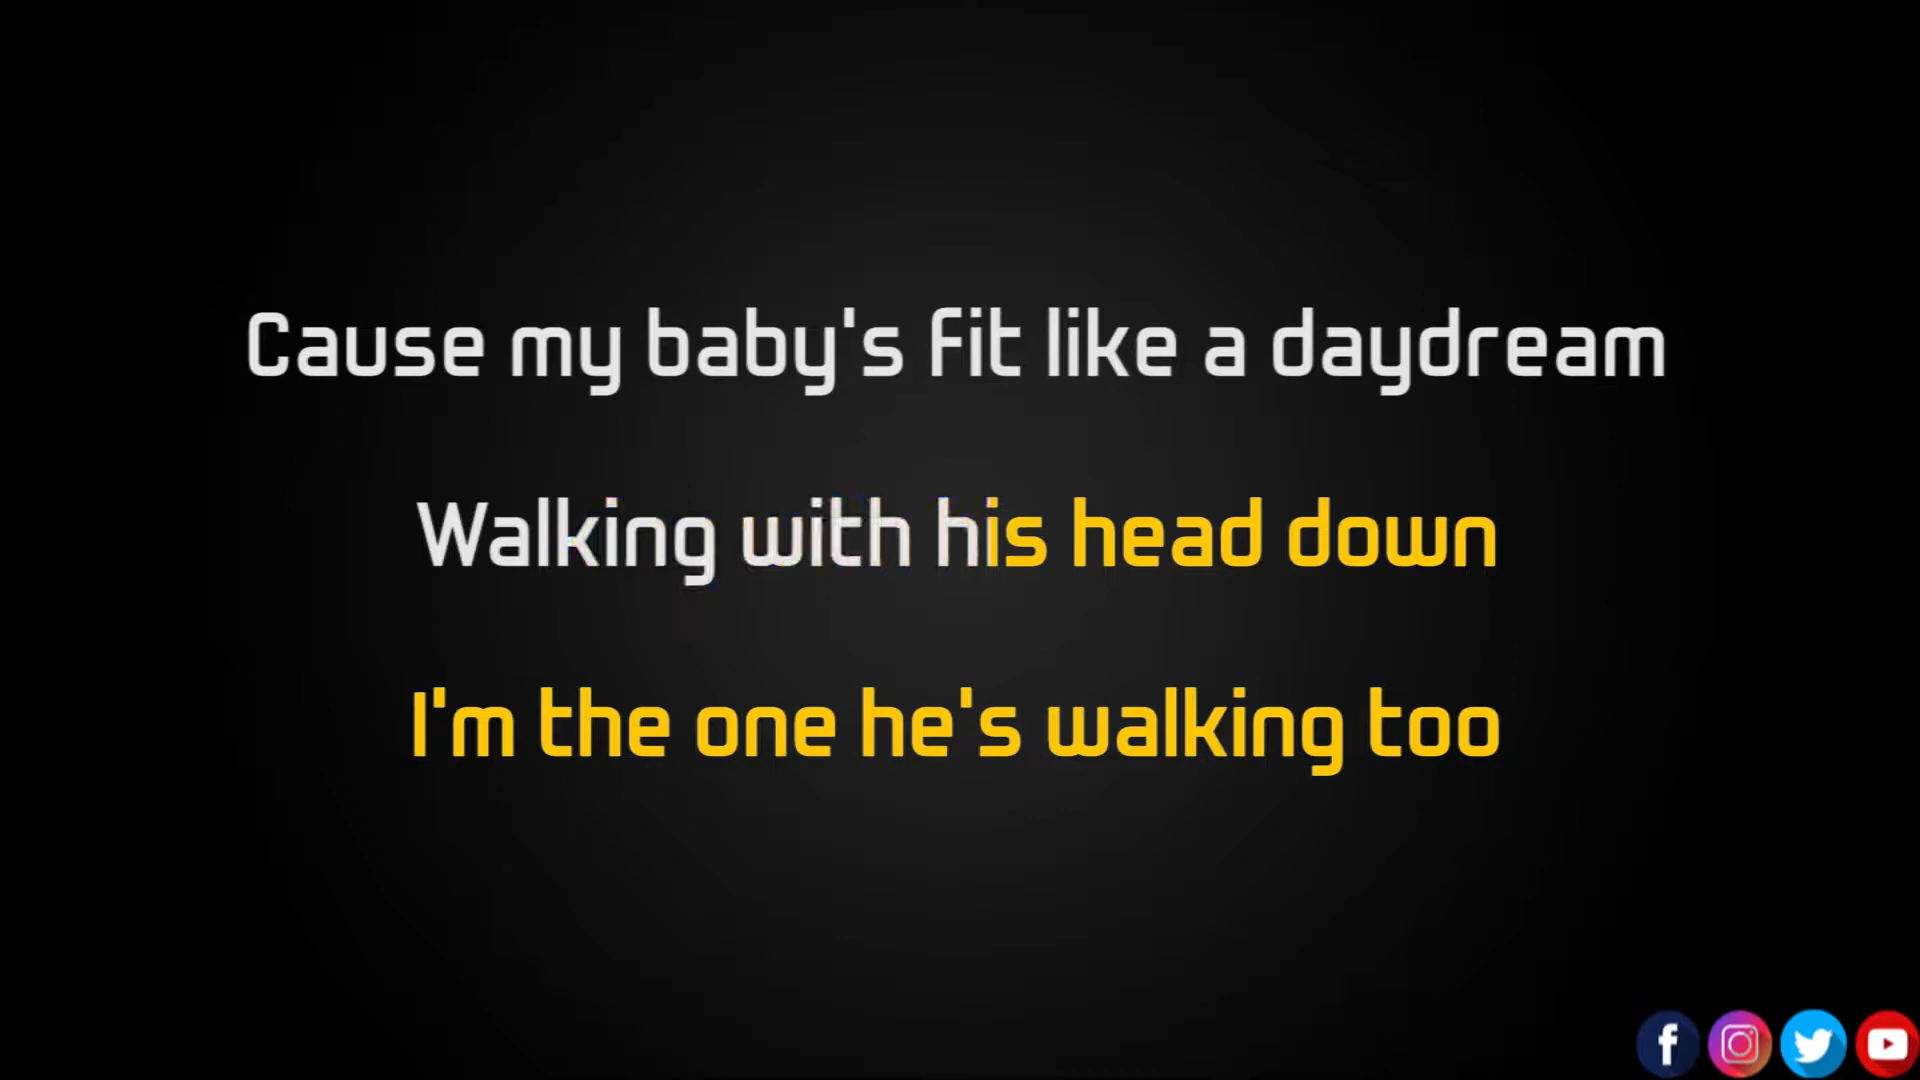 Cause my baby's fit like a daydream
Walking with his head down
I'm the one he's walking too